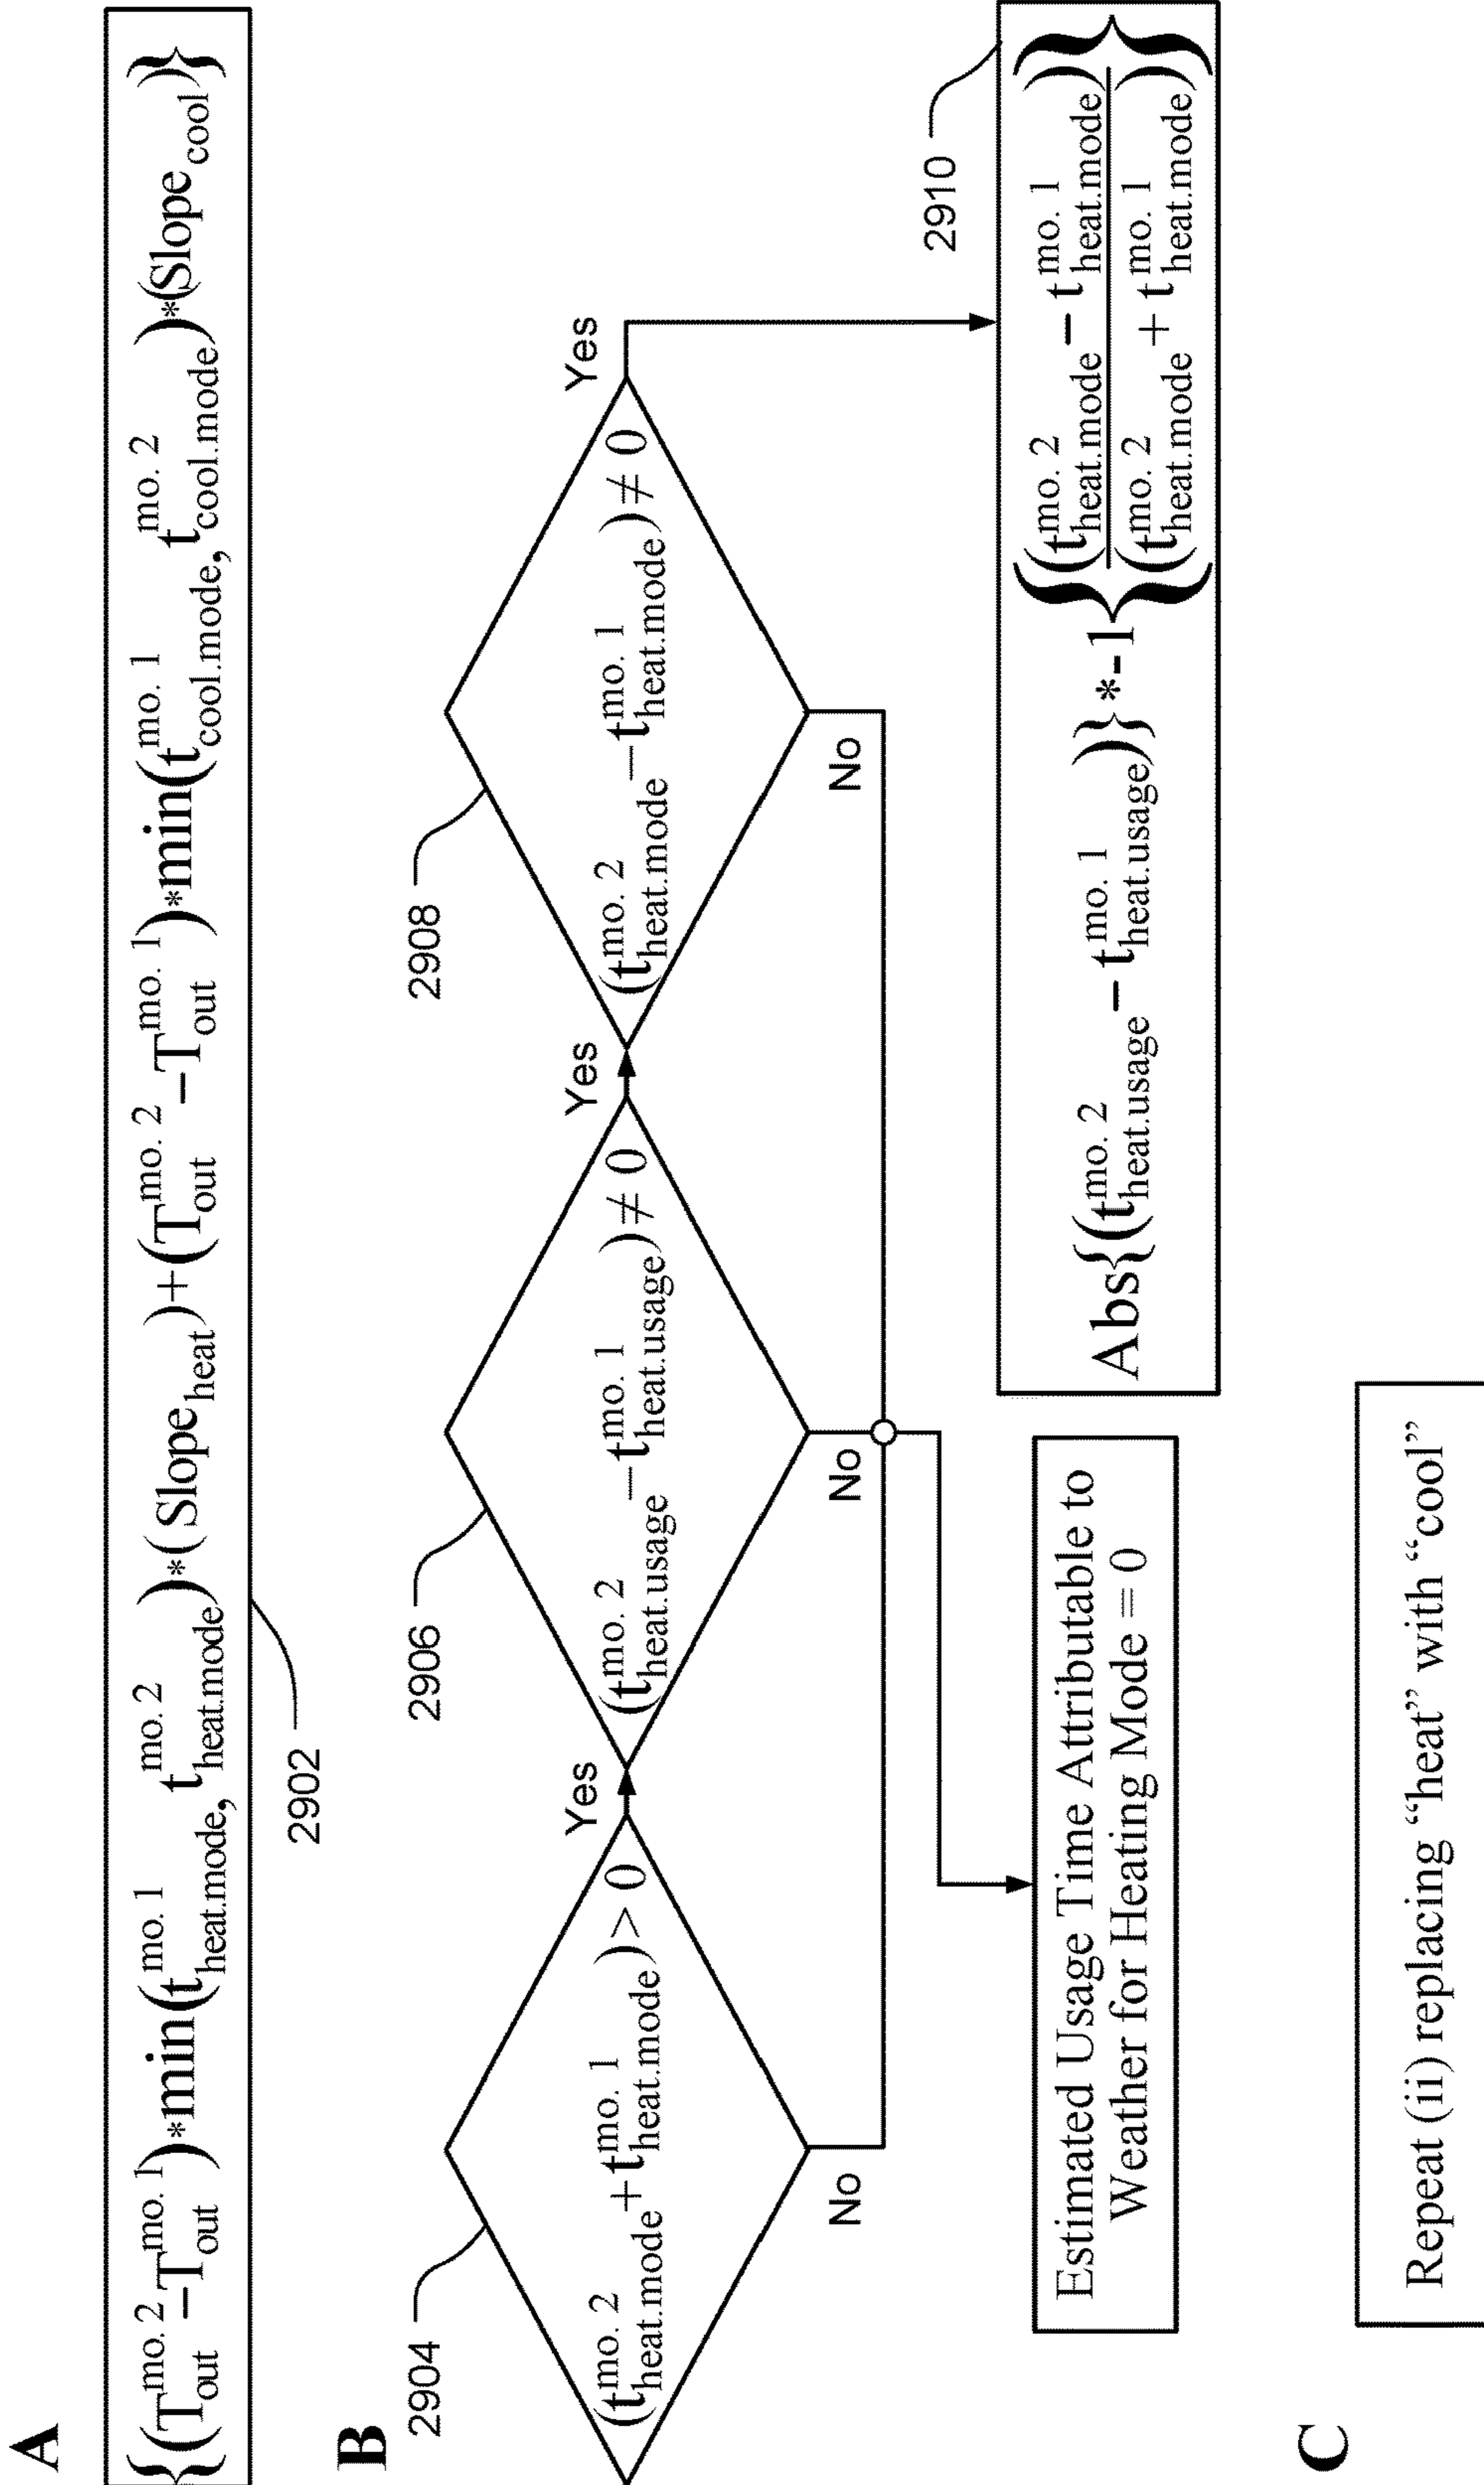 A
{(T_out^mo. 2 − T_out^mo. 1)*min(t_heat.mode^mo. 1, t_heat.mode^mo. 2)*(Slope_heat)+(T_out^mo. 2 − T_out^mo. 1)*min(t_cool.mode^mo. 1, t_cool.mode^mo. 2)*(Slope_cool)}
2902
B
2904
(t_heat.mode^mo. 2 + t_heat.mode^mo. 1) > 0
Yes
No
2906
(t_heat.usage^mo. 2 − t_heat.usage^mo. 1) ≠ 0
Yes
No
2908
(t_heat.mode^mo. 2 − t_heat.mode^mo. 1) ≠ 0
Yes
No
Estimated Usage Time Attributable to
Weather for Heating Mode = 0
2910
Abs{(t_heat.usage^mo. 2 − t_heat.usage^mo. 1)}*-1{(t_heat.mode^mo. 2 − t_heat.mode^mo. 1)/(t_heat.mode^mo. 2 + t_heat.mode^mo. 1)}
C
Repeat (ii) replacing “heat” with “cool”